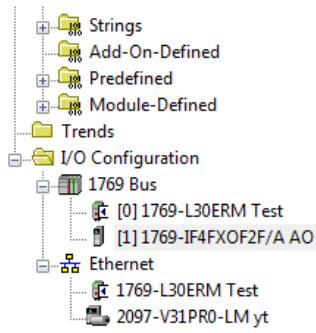 Strings
Add-On-Defined
Predefined
Module-Defined
Trends
I/O Configuration
1769 Bus
[0] 1769-L30ERM Test
[1] 1769-IF4FXOF2F/A AO
Ethernet
1769-L30ERM Test
2097-V31PR0-LM yt